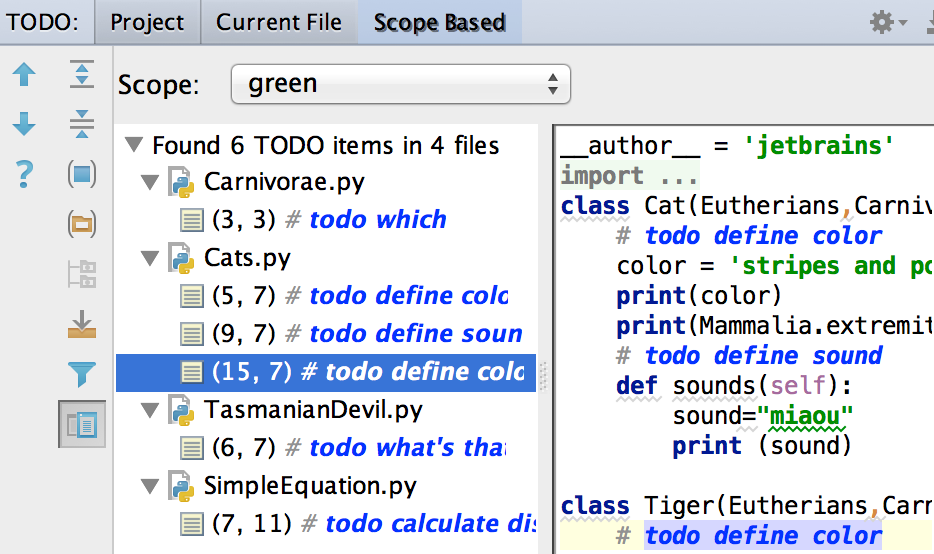 TODO: Project Current File Scope Based
Scope: green
Found 6 TODO items in 4 files
Carnivorae.py
(3, 3) # todo which
Cats.py
(5, 7) # todo define colo
(9, 7) # todo define soun
(15, 7) # todo define colo
TasmanianDevil.py
(6, 7) # todo what's tha
SimpleEquation.py
(7, 11) # todo calculate dis
__author__ = 'jetbrains'
import ...
class Cat(Eutherians,Carniv
# todo define color
color = 'stripes and po
print(color)
print(Mammalia.extremit
# todo define sound
def sounds(self):
sound="miaou"
print (sound)
class Tiger(Eutherians,Carn
# todo define color